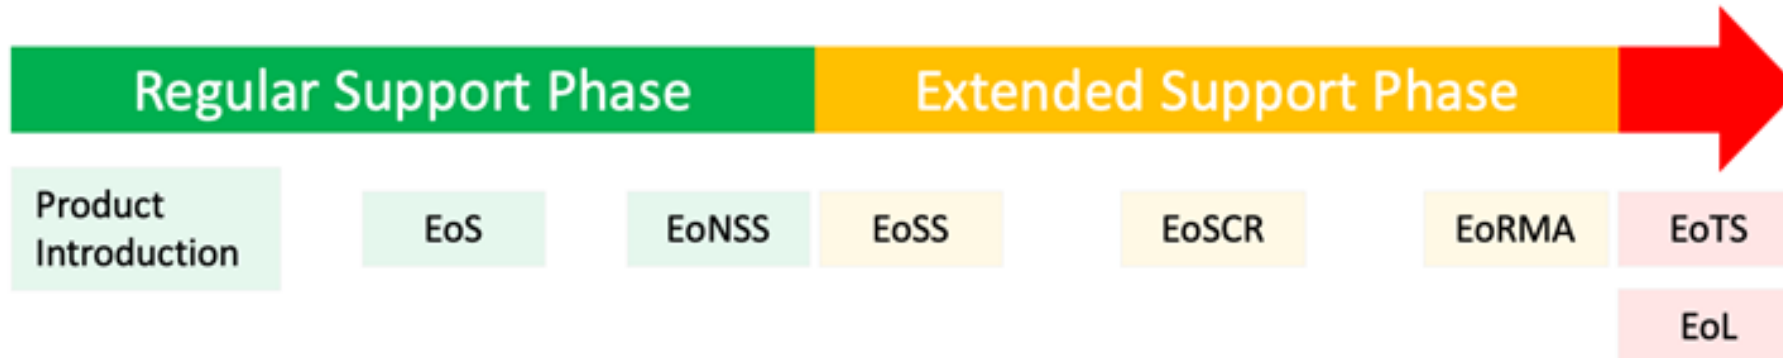 Regular Support Phase
Extended Support Phase
Product
Introduction
EoS
EoNSS
EoSS
EoSCR
EoRMA
EoTS
EoL